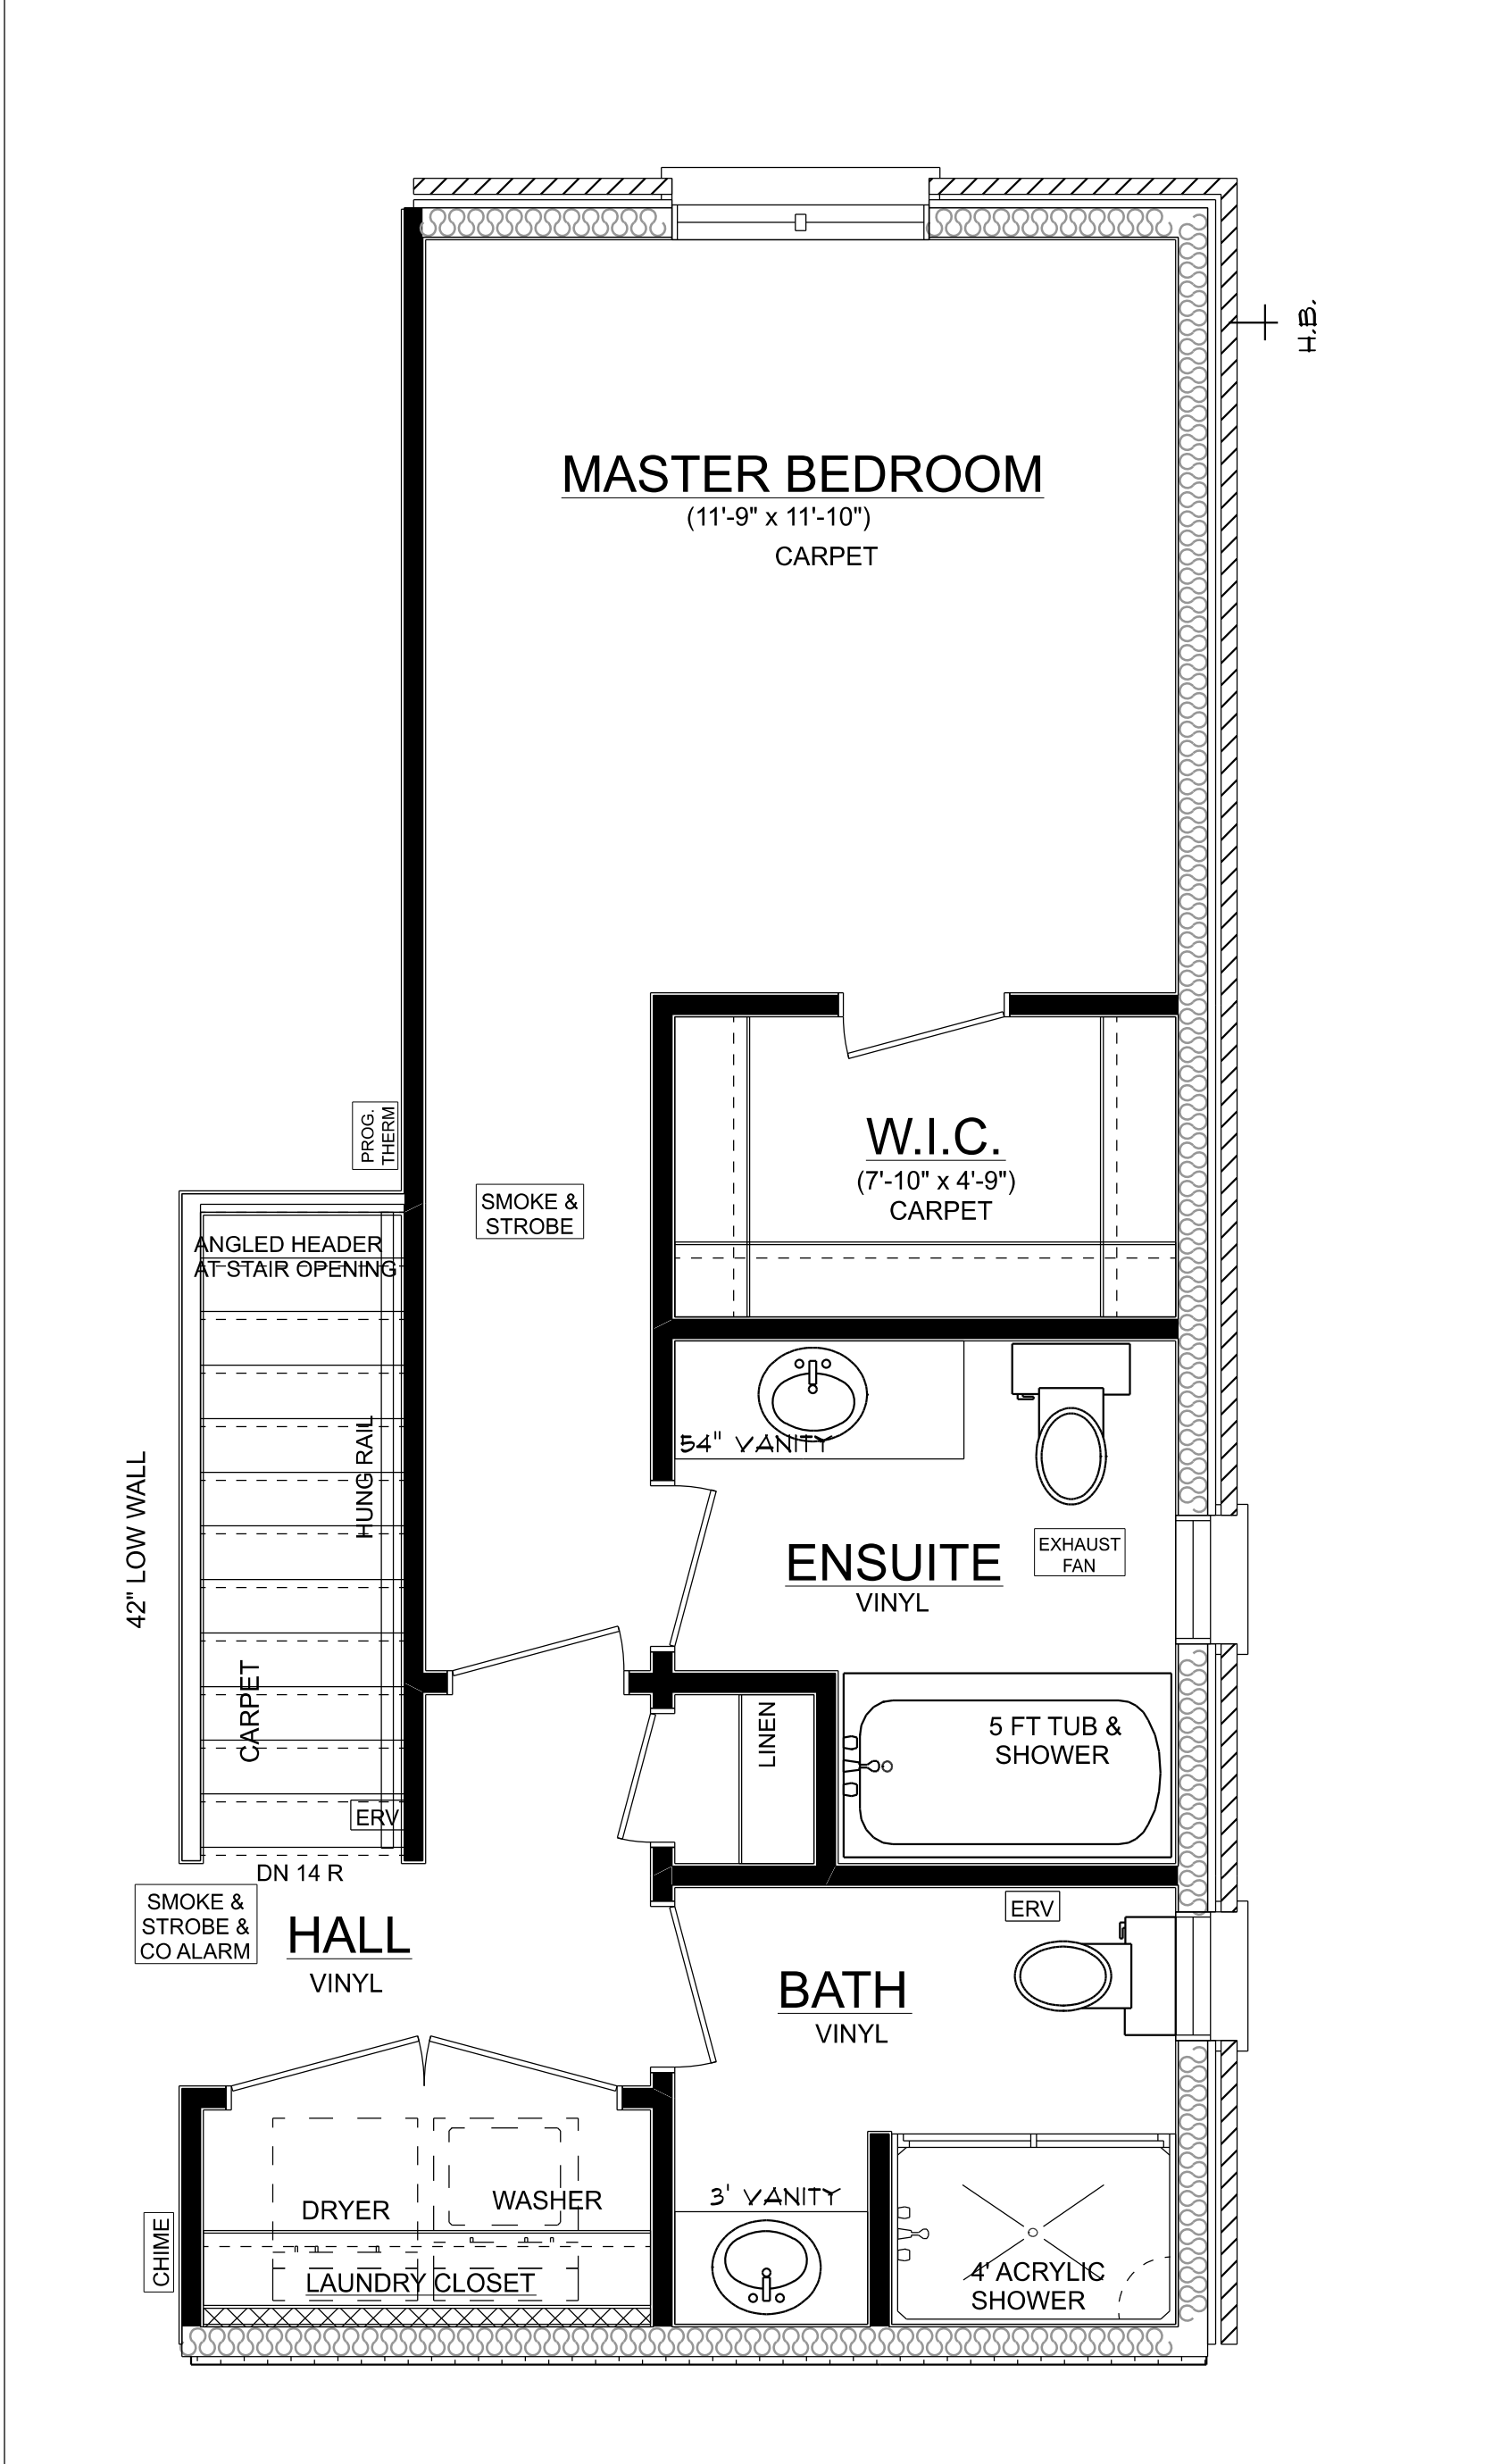 H.B.
MASTER BEDROOM
(11'-9" x 11'-10")
CARPET
PROG.
THERM
W.I.C.
(7'-10" x 4'-9")
CARPET
SMOKE &
STROBE
ANGLED HEADER
AT STAIR OPENING
54" VANITY
HUNG RAIL
42" LOW WALL
ENSUITE
VINYL
EXHAUST
FAN
CARPET
LINEN
5 FT TUB &
SHOWER
ERV
DN 14 R
SMOKE &
STROBE &
CO ALARM
HALL
VINYL
ERV
BATH
VINYL
DRYER
WASHER
3' VANITY
CHIME
LAUNDRY CLOSET
4' ACRYLIC
SHOWER